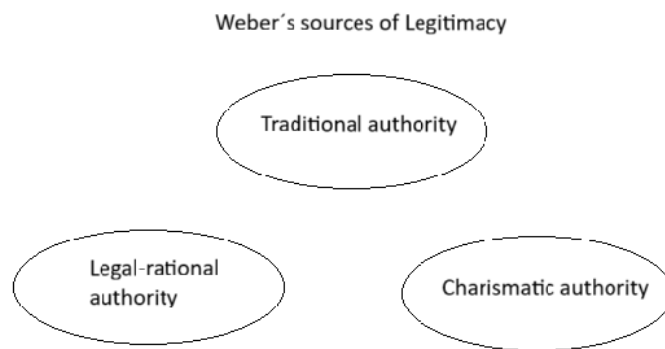 Weber´s sources of Legitimacy
Traditional authority
Legal-rational
authority
Charismatic authority